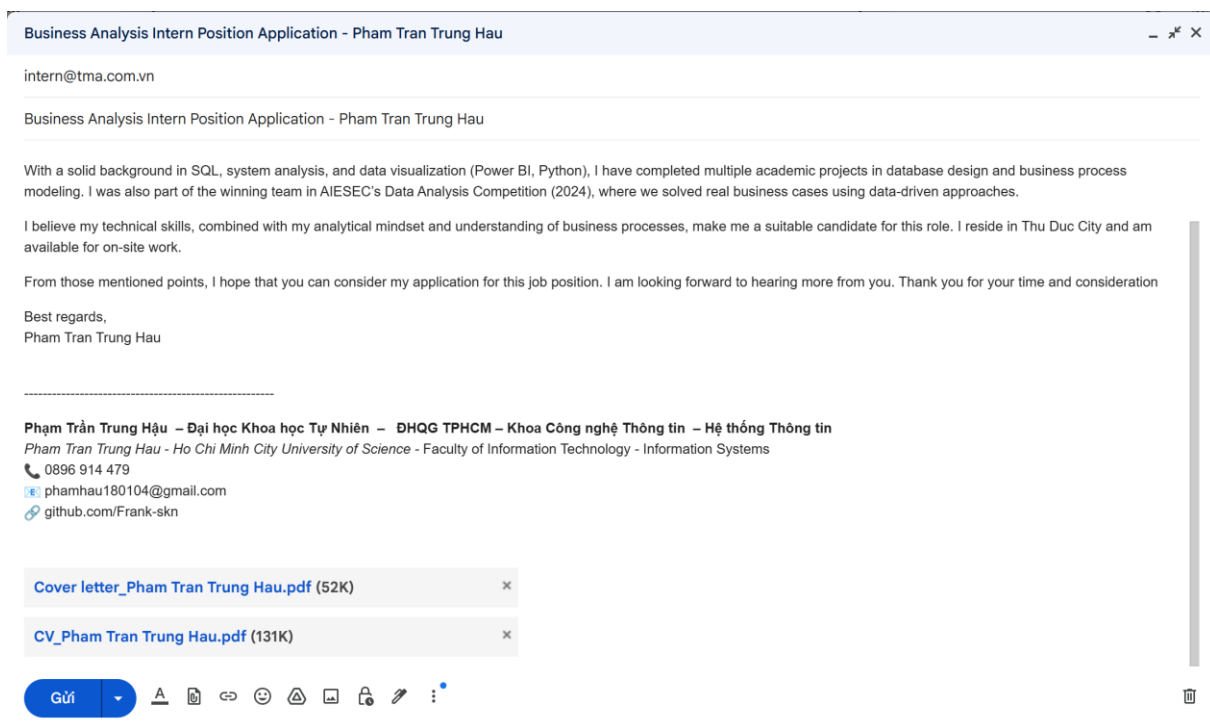 Business Analysis Intern Position Application - Pham Tran Trung Hau
intern@tma.com.vn
Business Analysis Intern Position Application - Pham Tran Trung Hau
With a solid background in SQL, system analysis, and data visualization (Power BI, Python), I have completed multiple academic projects in database design and business process
modeling. I was also part of the winning team in AIESEC's Data Analysis Competition (2024), where we solved real business cases using data-driven approaches.
I believe my technical skills, combined with my analytical mindset and understanding of business processes, make me a suitable candidate for this role. I reside in Thu Duc City and am
available for on-site work.
From those mentioned points, I hope that you can consider my application for this job position. I am looking forward to hearing more from you. Thank you for your time and consideration
Best regards,
Pham Tran Trung Hau
------------------------------------------------------
Phạm Trần Trung Hậu – Đại học Khoa học Tự Nhiên – ĐHQG TPHCM – Khoa Công nghệ Thông tin – Hệ thống Thông tin
Pham Tran Trung Hau - Ho Chi Minh City University of Science - Faculty of Information Technology - Information Systems
0896 914 479
phamhau180104@gmail.com
github.com/Frank-skn
Cover letter_Pham Tran Trung Hau.pdf (52K)
CV_Pham Tran Trung Hau.pdf (131K)
Gửi